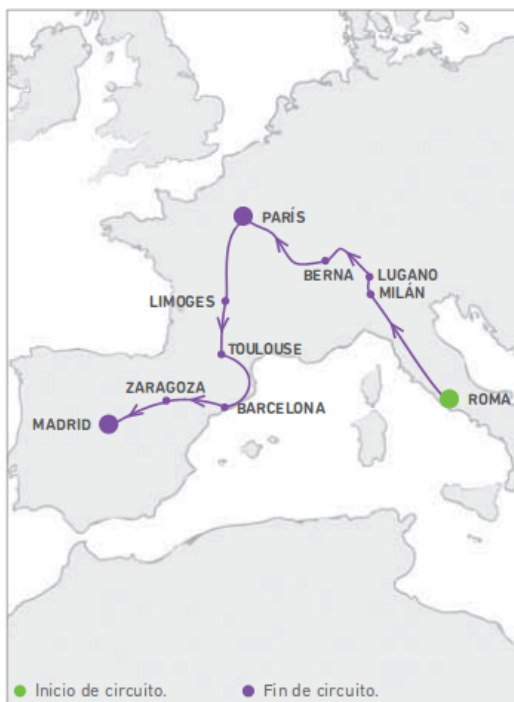 PARÍS
BERNA
LUGANO
MILÁN
LIMOGES
TOULOUSE
ZARAGOZA
ROMA
BARCELONA
MADRID
Inicio de circuito.
Fin de circuito.